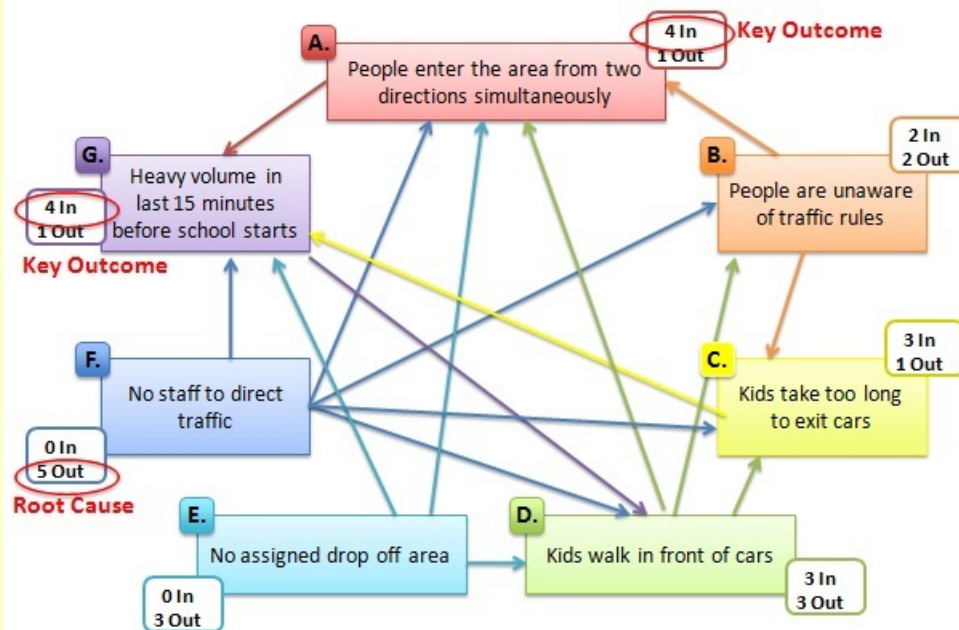 A.
People enter the area from two
directions simultaneously
4 In
1 Out
Key Outcome
G.
Heavy volume in
last 15 minutes
before school starts
4 In
1 Out
Key Outcome
B.
People are unaware
of traffic rules
2 In
2 Out
F.
No staff to direct
traffic
0 In
5 Out
Root Cause
C.
Kids take too long
to exit cars
3 In
1 Out
E.
No assigned drop off area
0 In
3 Out
D.
Kids walk in front of cars
3 In
3 Out